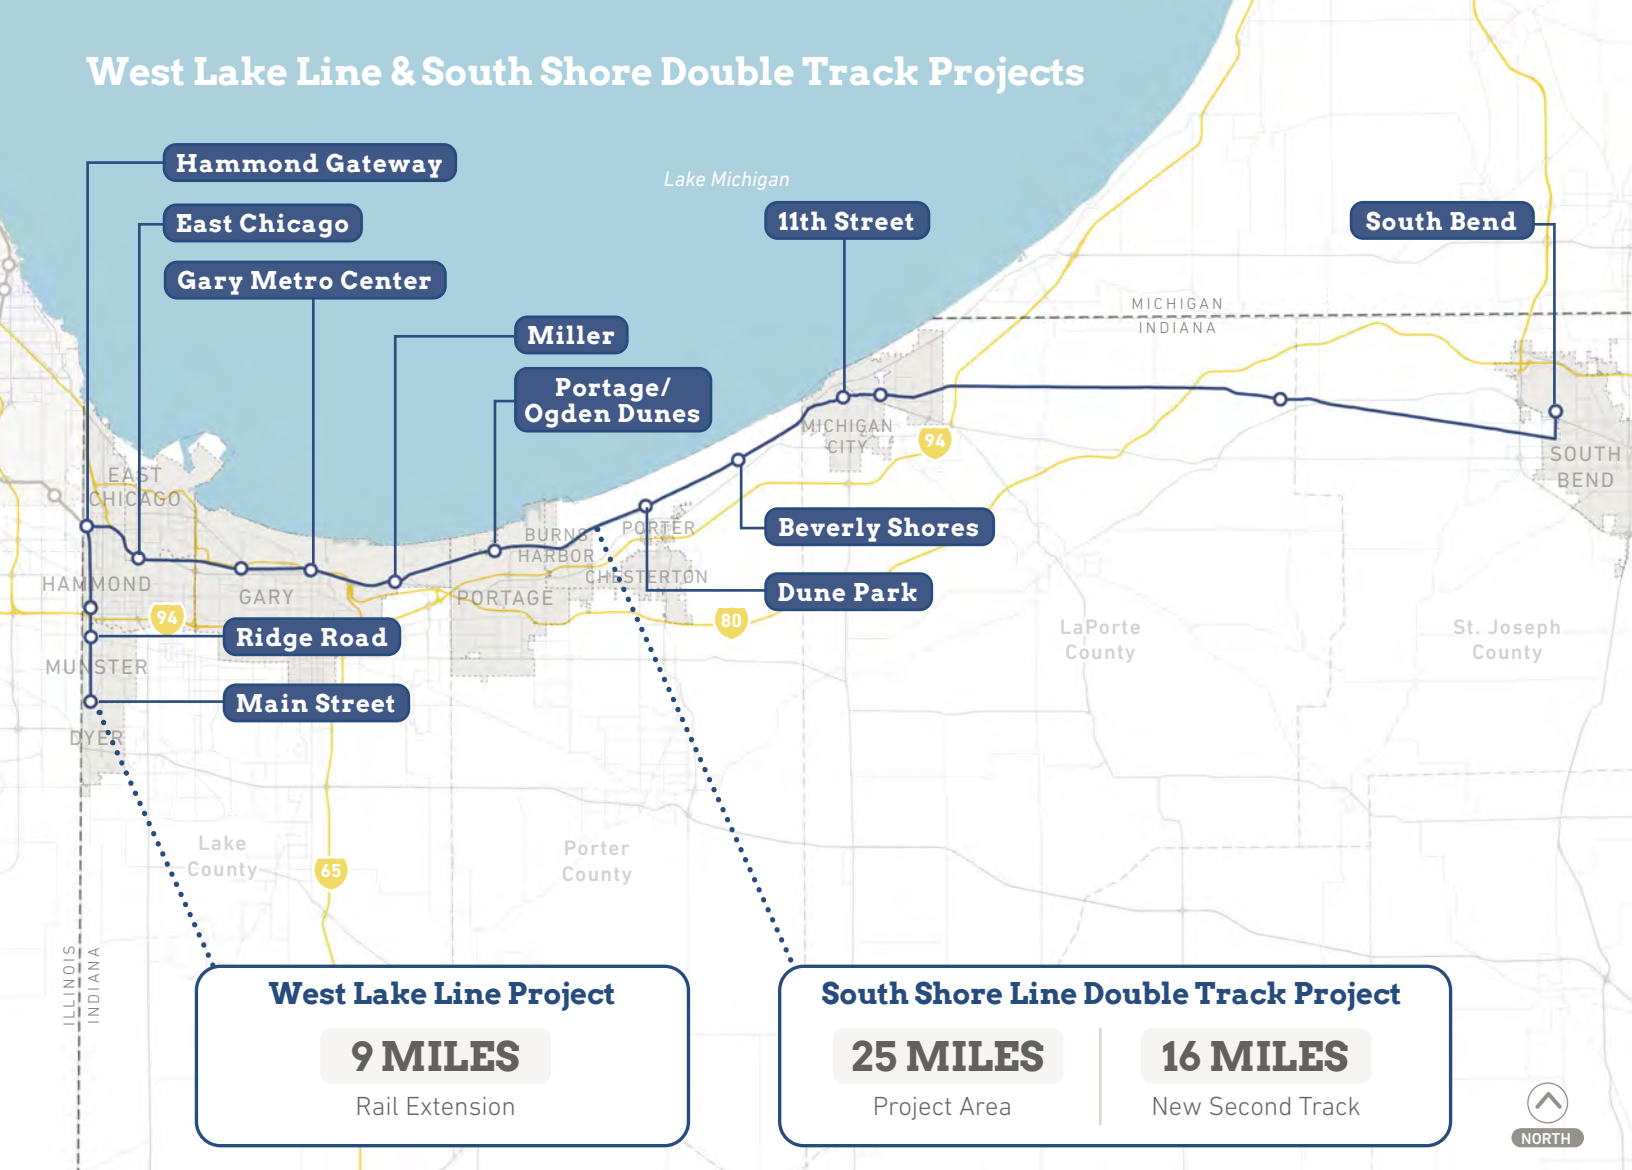 West Lake Line & South Shore Double Track Projects
Hammond Gateway
Lake Michigan
East Chicago
11th Street
South Bend
Gary Metro Center
MICHIGAN
INDIANA
Miller
Portage/
Ogden Dunes
MICHIGAN
CITY
94
SOUTH
BEND
EAST
CHICAGO
BURNS
HARBOR
PORTER
Beverly Shores
HAMMOND
GARY
PORTAGE
CHESTERTON
Dune Park
94
80
Ridge Road
LaPorte
County
St. Joseph
County
MUNSTER
Main Street
DYER
Lake
County
65
Porter
County
ILLINOIS
INDIANA
West Lake Line Project
9 MILES
Rail Extension
South Shore Line Double Track Project
25 MILES
Project Area
16 MILES
New Second Track
NORTH